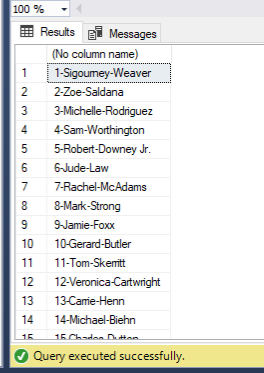 100 %
Results Messages
(No column name)
1 1-Sigourney-Weaver
2 2-Zoe-Saldana
3 3-Michelle-Rodriguez
4 4-Sam-Worthington
5 5-Robert-Downey Jr.
6 6-Jude-Law
7 7-Rachel-McAdams
8 8-Mark-Strong
9 9-Jamie-Foxx
10 10-Gerard-Butler
11 11-Tom-Skerritt
12 12-Veronica-Cartwright
13 13-Carrie-Henn
14 14-Michael-Biehn
15 15-Charles-Dutton
Query executed successfully.